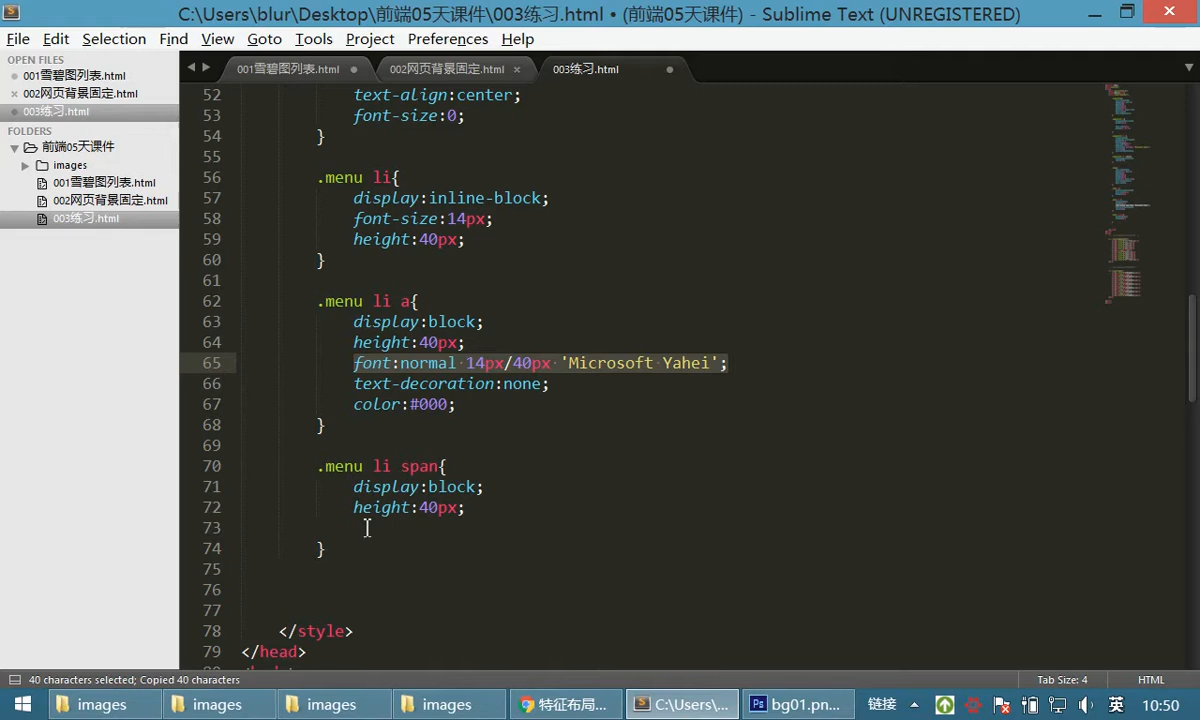 C:\Users\blur\Desktop\前端05天课件\003练习.html • (前端05天课件) - Sublime Text (UNREGISTERED)
File Edit Selection Find View Goto Tools Project Preferences Help
OPEN FILES
001雪碧图列表.html
002网页背景固定.html
003练习.html
FOLDERS
前端05天课件
images
001雪碧图列表.html
002网页背景固定.html
003练习.html
001雪碧图列表.html
002网页背景固定.html
003练习.html
52 text-align:center;
53 font-size:0;
54 }
55
56 .menu li{
57 display:inline-block;
58 font-size:14px;
59 height:40px;
60 }
61
62 .menu li a{
63 display:block;
64 height:40px;
65 font:normal 14px/40px 'Microsoft Yahei';
66 text-decoration:none;
67 color:#000;
68 }
69
70 .menu li span{
71 display:block;
72 height:40px;
73
74 }
75
76
77
78 </style>
79 </head>
40 characters selected; Copied 40 characters
Tab Size: 4
HTML
images
images
images
images
特征布局...
C:\Users\...
bg01.pn...
链接
英
10:50